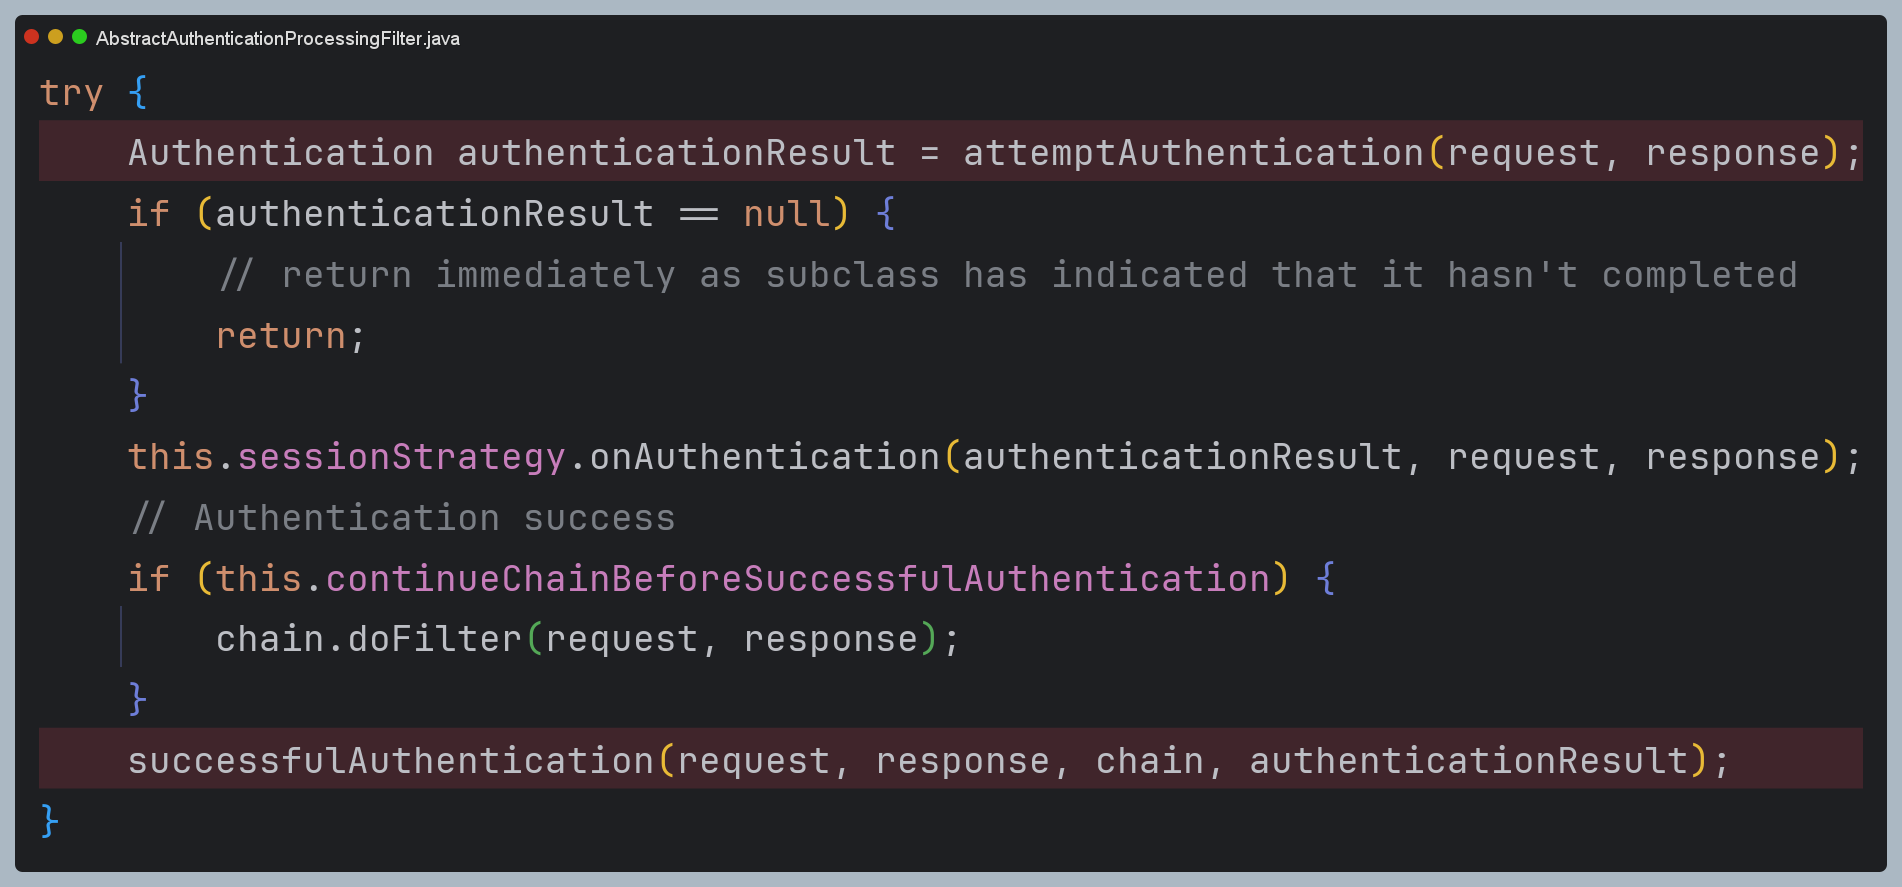 AbstractAuthenticationProcessingFilter.java
try {
    Authentication authenticationResult = attemptAuthentication(request, response);
    if (authenticationResult == null) {
        // return immediately as subclass has indicated that it hasn't completed
        return;
    }
    this.sessionStrategy.onAuthentication(authenticationResult, request, response);
    // Authentication success
    if (this.continueChainBeforeSuccessfulAuthentication) {
        chain.doFilter(request, response);
    }
    successfulAuthentication(request, response, chain, authenticationResult);
}